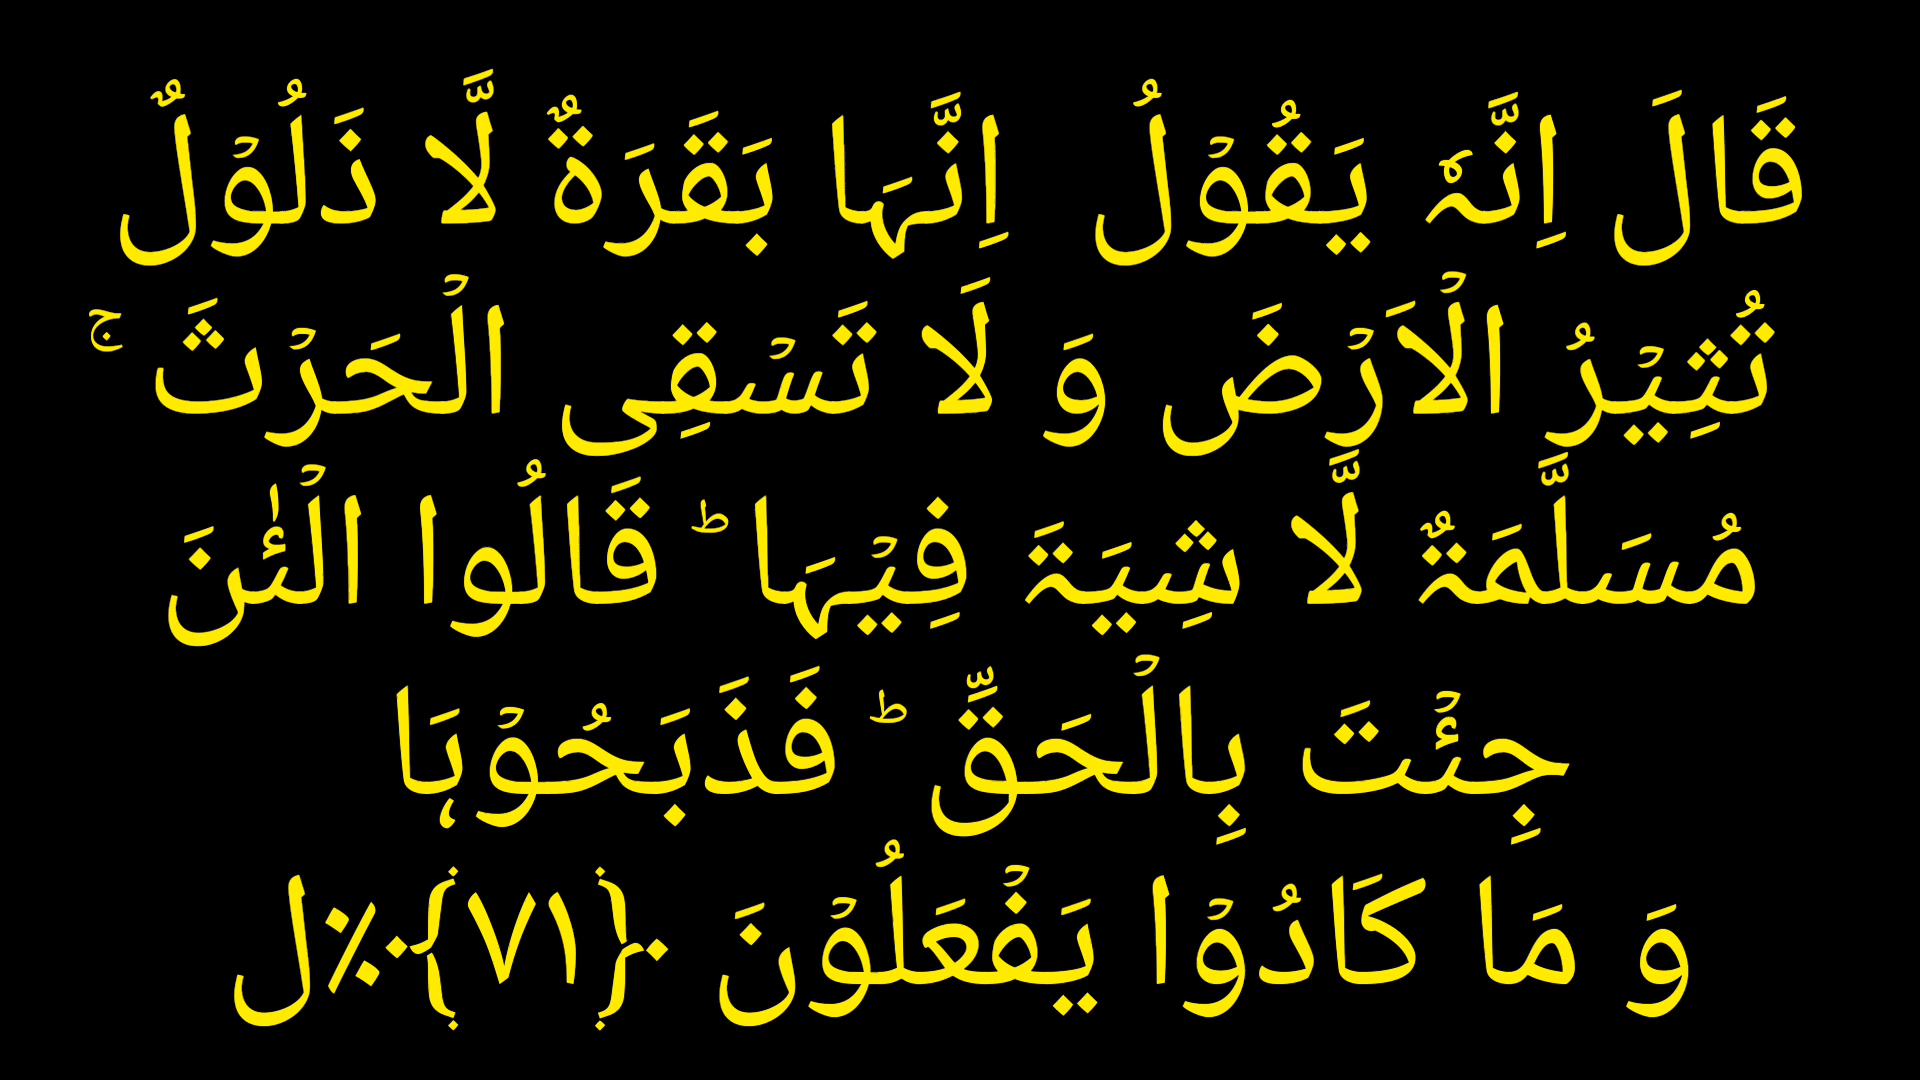 قَالَ اِنَّہٗ یَقُوۡلُ اِنَّہَا بَقَرَۃٌ لَّا ذَلُوۡلٌ
تُثِیۡرُ الۡاَرۡضَ وَ لَا تَسۡقِی الۡحَرۡثَ ۚ
مُسَلَّمَۃٌ لَّا شِیَۃَ فِیۡہَا ؕ قَالُوا الۡـٰٔنَ
جِئۡتَ بِالۡحَقِّ ؕ فَذَبَحُوۡہَا
وَ مَا کَادُوۡا یَفۡعَلُوۡنَ ﴿۷۱﴾٪ل